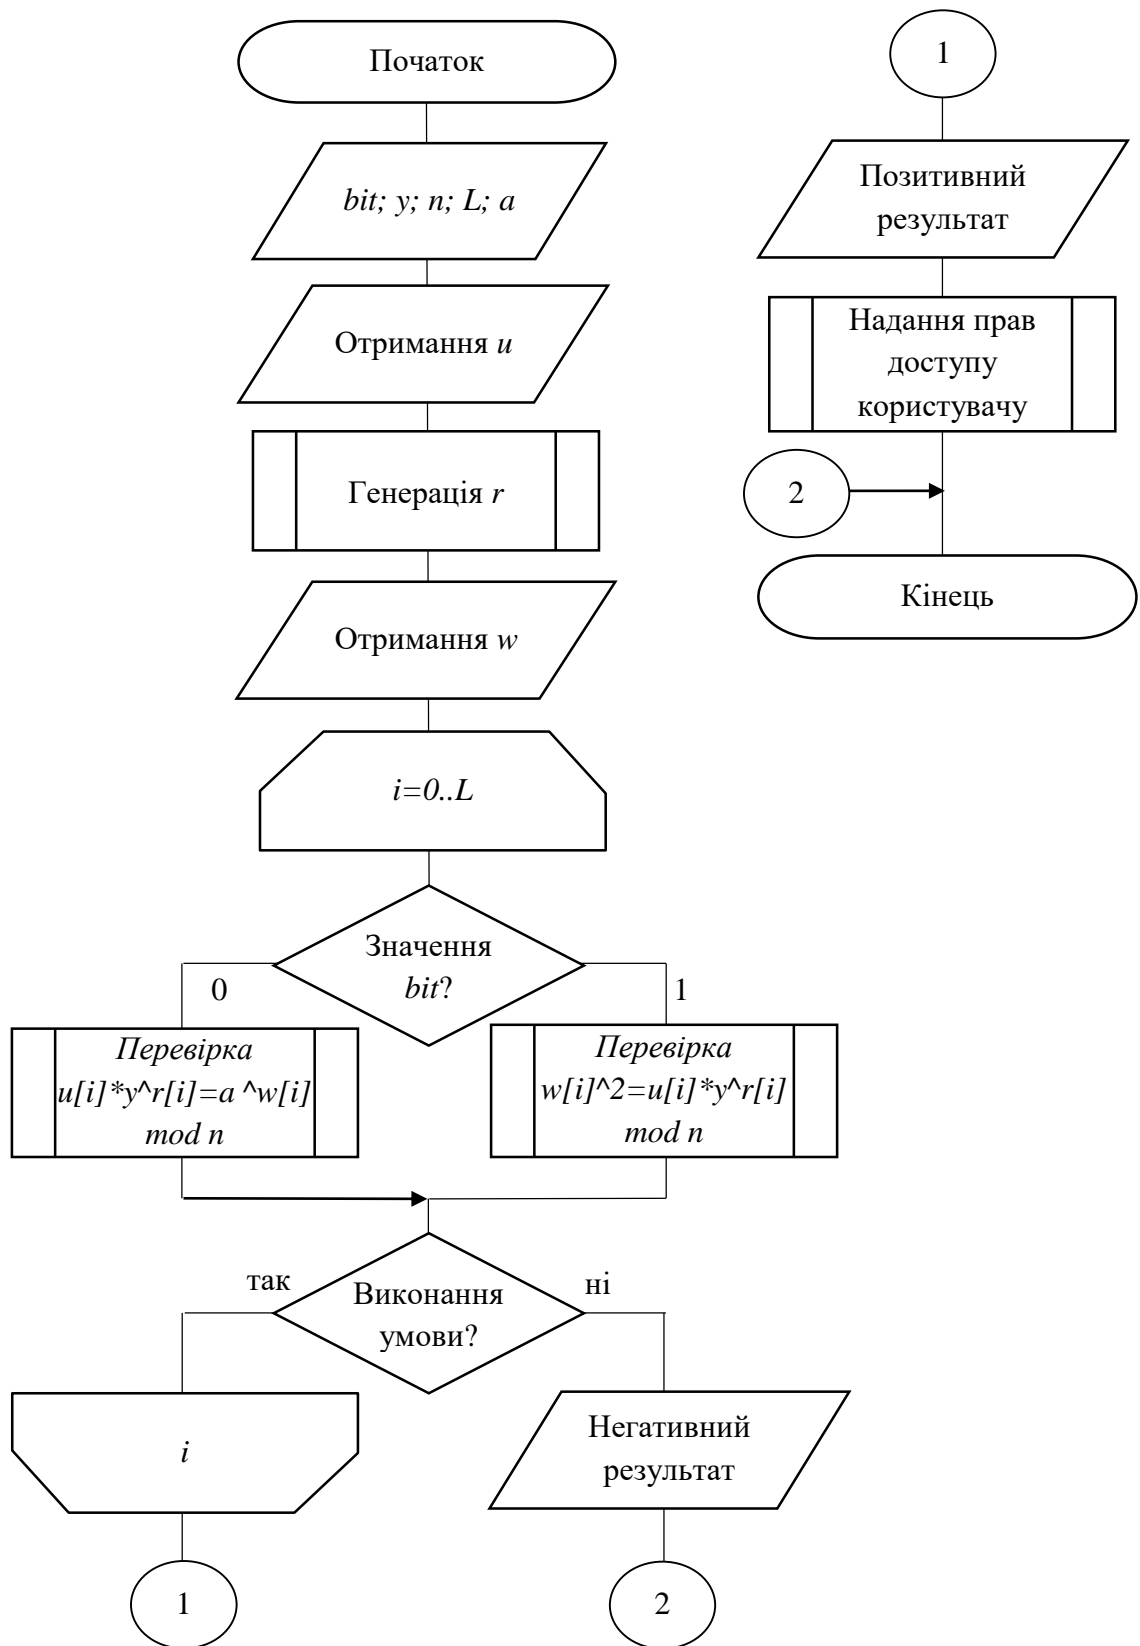 Початок
bit; y; n; L; a
Отримання u
Генерація r
Отримання w
i=0..L
Значення
bit?
0
1
Перевірка
u[i]*y^r[i]=a ^w[i]
mod n
Перевірка
w[i]^2=u[i]*y^r[i]
mod n
Виконання
умови?
так
ні
i
Негативний
результат
1
2
1
Позитивний
результат
Надання прав
доступу
користувачу
2
Кінець